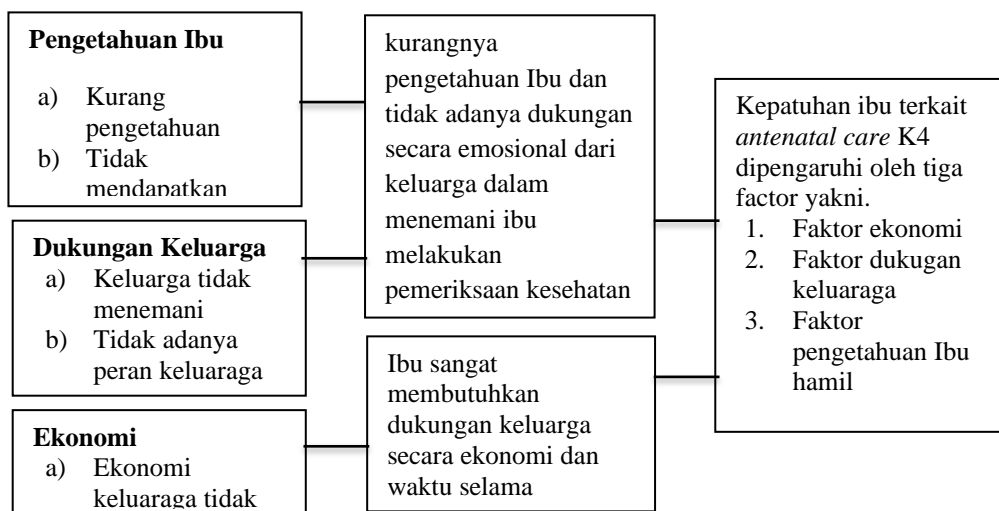 Pengetahuan Ibu
a) Kurang
pengetahuan
b) Tidak
mendapatkan
Dukungan Keluarga
a) Keluarga tidak
menemani
b) Tidak adanya
peran keluaraga
Ekonomi
a) Ekonomi
keluaraga tidak
kurangnya
pengetahuan Ibu dan
tidak adanya dukungan
secara emosional dari
keluarga dalam
menemani ibu
melakukan
pemeriksaan kesehatan
Ibu sangat
membutuhkan
dukungan keluarga
secara ekonomi dan
waktu selama
Kepatuhan ibu terkait
antenatal care K4
dipengaruhi oleh tiga
factor yakni.
1. Faktor ekonomi
2. Faktor dukugan
keluaraga
3. Faktor
pengetahuan Ibu
hamil